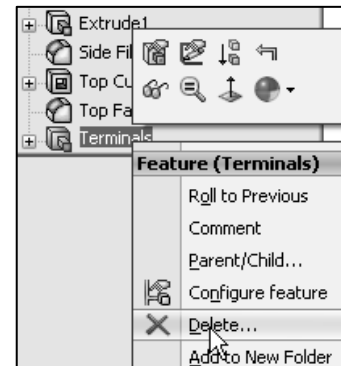 Extrude1
Side Fil
Top Cu
Top Fa
Terminals
Feature (Terminals)
Roll to Previous
Comment
Parent/Child...
Configure feature
Delete...
Add to New Folder